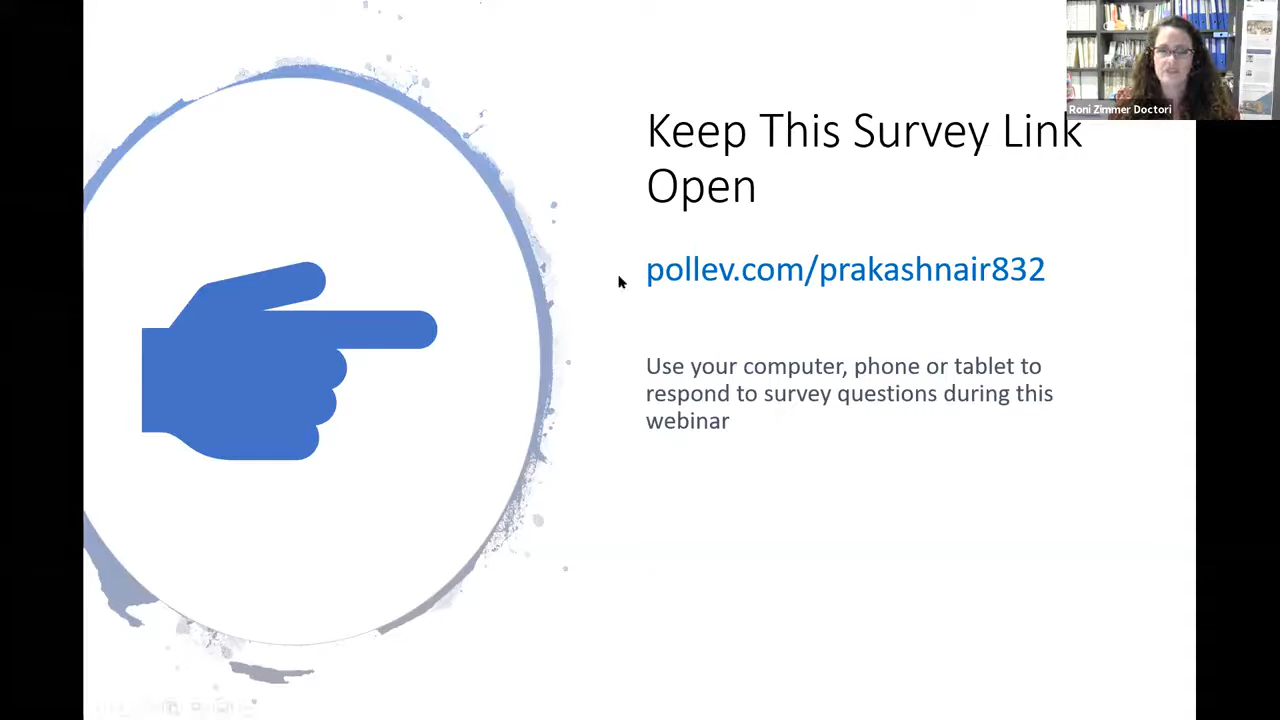 Roni Zimmer Doctori
Keep This Survey Link
Open
pollev.com/prakashnair832
Use your computer, phone or tablet to
respond to survey questions during this
webinar